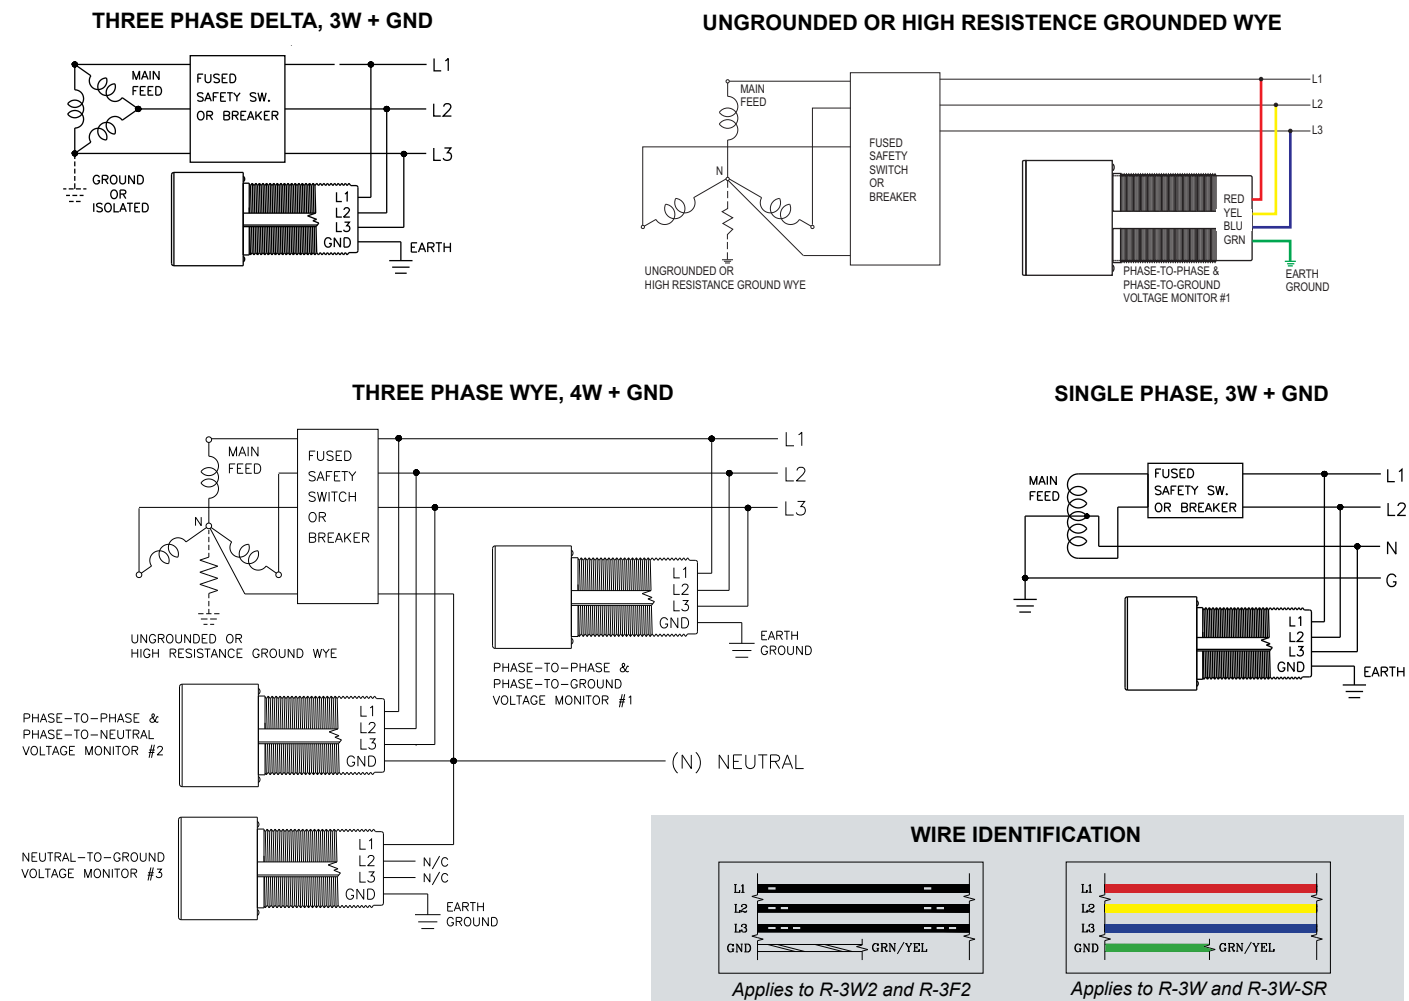 THREE PHASE DELTA, 3W + GND
MAIN
FEED
FUSED
SAFETY SW.
OR BREAKER
L1
L2
L3
GROUND
OR
ISOLATED
L1
L2
L3
GND
EARTH
UNGROUNDED OR HIGH RESISTENCE GROUNDED WYE
MAIN
FEED
N
FUSED
SAFETY
SWITCH
OR
BREAKER
L1
L2
L3
UNGROUNDED OR
HIGH RESISTANCE GROUND WYE
RED
YEL
BLU
GRN
PHASE-TO-PHASE &
PHASE-TO-GROUND
VOLTAGE MONITOR #1
EARTH
GROUND
THREE PHASE WYE, 4W + GND
MAIN
FEED
N
FUSED
SAFETY
SWITCH
OR
BREAKER
L1
L2
L3
UNGROUNDED OR
HIGH RESISTANCE GROUND WYE
L1
L2
L3
GND
EARTH
GROUND
PHASE-TO-PHASE &
PHASE-TO-GROUND
VOLTAGE MONITOR #1
PHASE-TO-PHASE &
PHASE-TO-NEUTRAL
VOLTAGE MONITOR #2
L1
L2
L3
GND
(N) NEUTRAL
NEUTRAL-TO-GROUND
VOLTAGE MONITOR #3
L1
L2 N/C
L3 N/C
GND
EARTH
GROUND
SINGLE PHASE, 3W + GND
MAIN
FEED
FUSED
SAFETY SW.
OR BREAKER
L1
L2
N
G
L1
L2
L3
GND
EARTH
WIRE IDENTIFICATION
L1
L2
L3
GND GRN/YEL
Applies to R-3W2 and R-3F2
L1
L2
L3
GND GRN/YEL
Applies to R-3W and R-3W-SR